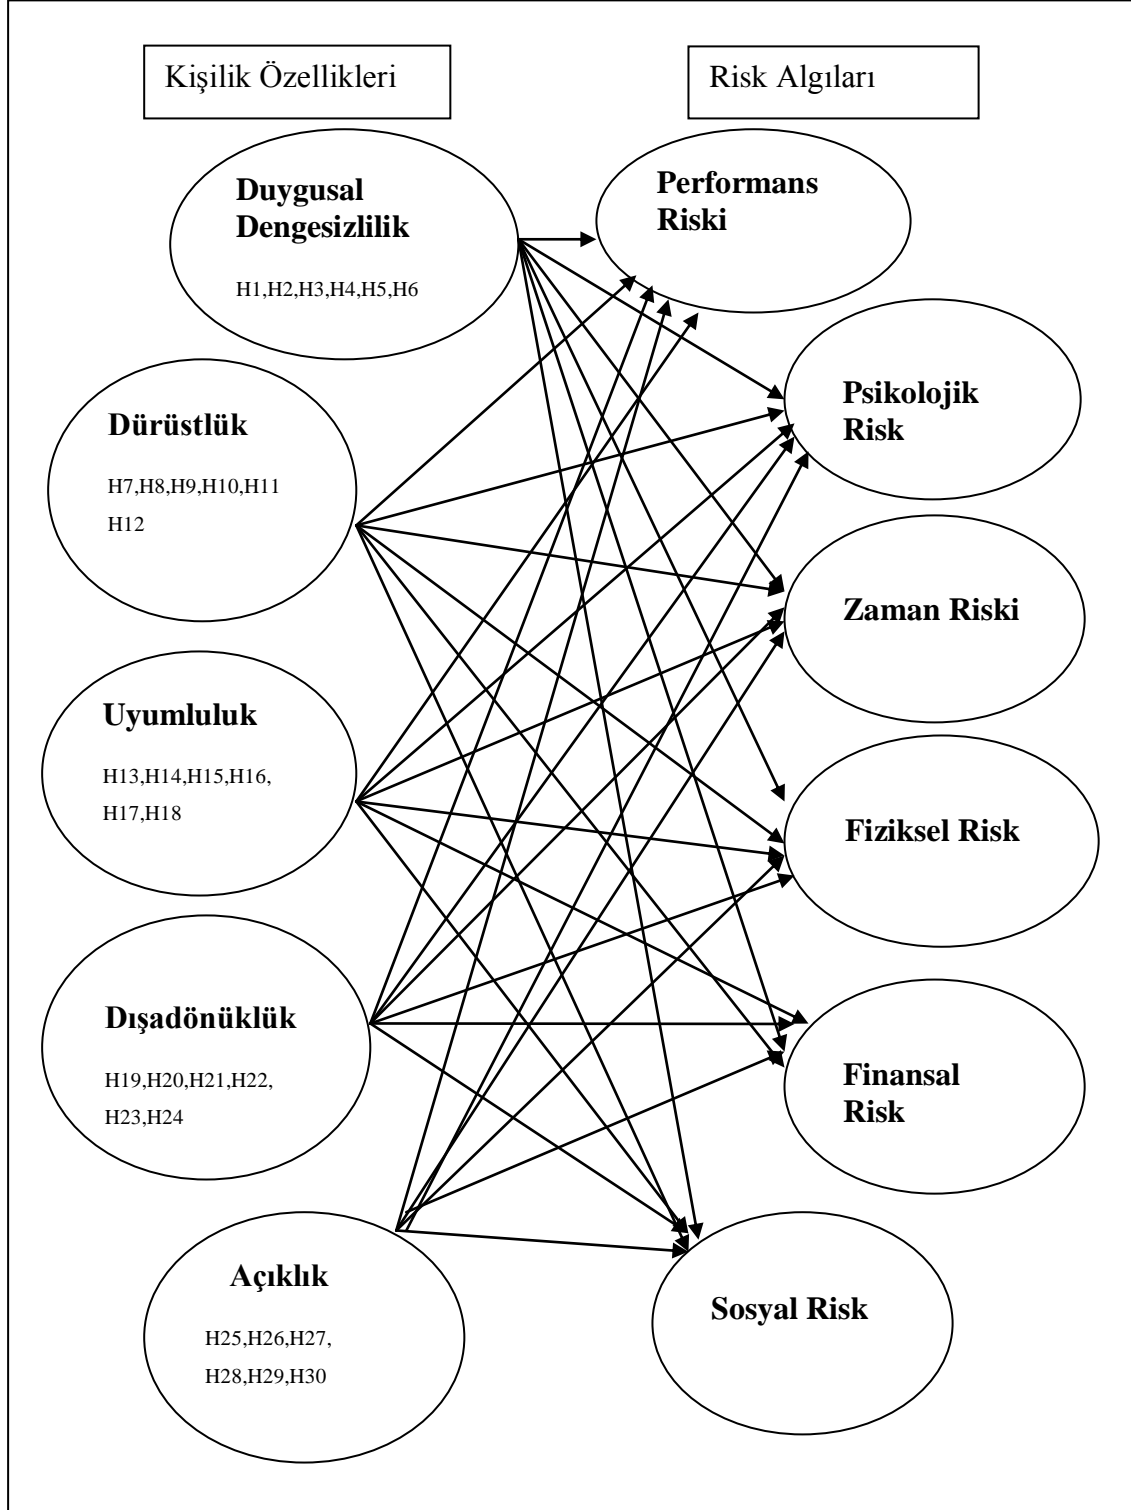 Kişilik Özellikleri
Risk Algıları
Duygusal
Dengesizlilik
H1,H2,H3,H4,H5,H6
Performans
Riski
Psikolojik
Risk
Dürüstlük
H7,H8,H9,H10,H11
H12
Zaman Riski
Uyumluluk
H13,H14,H15,H16,
H17,H18
Fiziksel Risk
Dışadönüklük
H19,H20,H21,H22,
H23,H24
Finansal
Risk
Açıklık
H25,H26,H27,
H28,H29,H30
Sosyal Risk